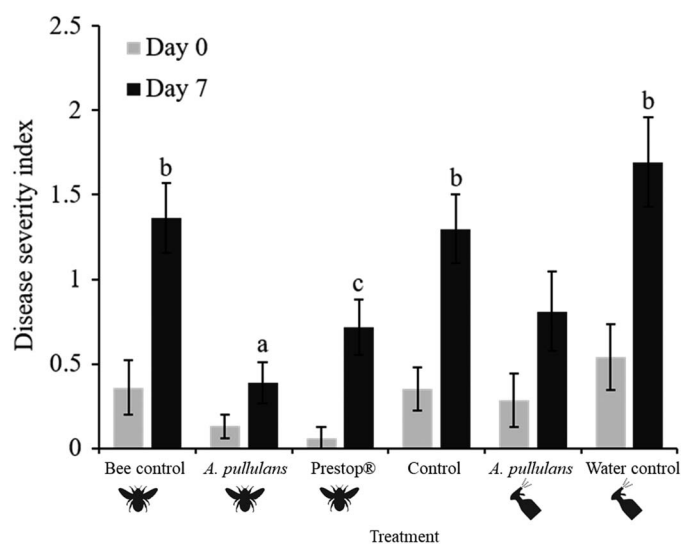 2.5
Day 0
Day 7
2
b
b
b
1.5
1
c
a
0.5
0
Disease severity index
Bee control A. pullulans Prestop® Control A. pullulans Water control
Treatment